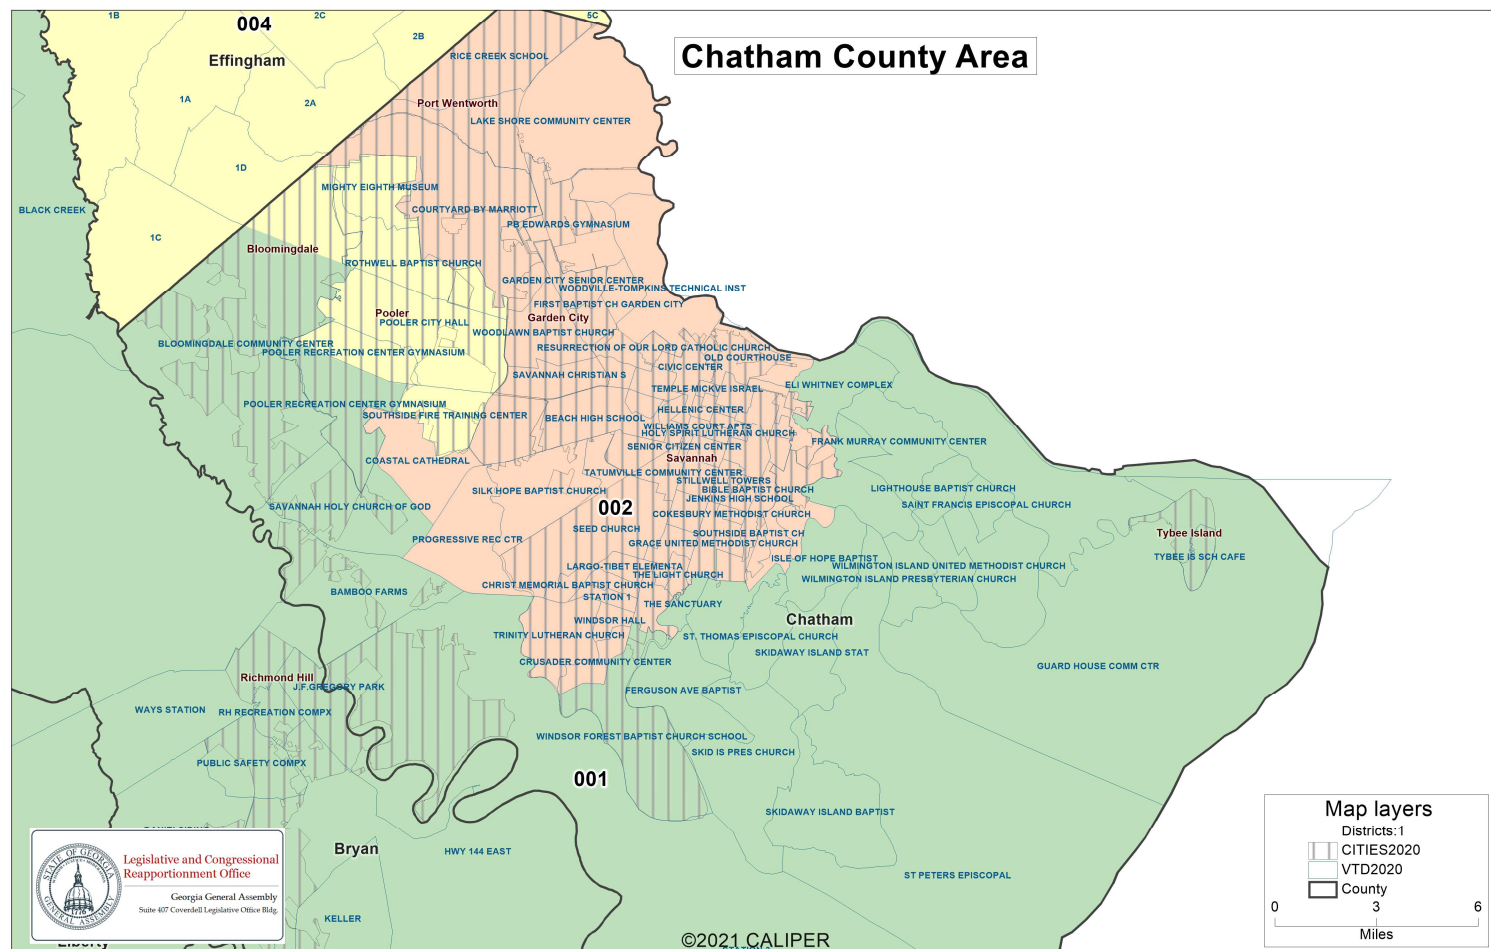 1B
2C
5C
004
2B
Chatham County Area
RICE CREEK SCHOOL
Effingham
1A
2A
Port Wentworth
LAKE SHORE COMMUNITY CENTER
1D
MIGHTY EIGHTH MUSEUM
BLACK CREEK
COURTYARD BY MARRIOTT
PB EDWARDS GYMNASIUM
1C
Bloomingdale
ROTHWELL BAPTIST CHURCH
GARDEN CITY SENIOR CENTER
WOODVILLE-TOMPKINS TECHNICAL INST
FIRST BAPTIST CH GARDEN CITY
Pooler
Garden City
POOLER CITY HALL
WOODLAWN BAPTIST CHURCH
BLOOMINGDALE COMMUNITY CENTER
RESURRECTION OF OUR LORD CATHOLIC CHURCH
POOLER RECREATION CENTER GYMNASIUM
OLD COURTHOUSE
CIVIC CENTER
SAVANNAH CHRISTIAN S
ELI WHITNEY COMPLEX
TEMPLE MICKVE ISRAEL
POOLER RECREATION CENTER GYMNASIUM
HELLENIC CENTER
SOUTHSIDE FIRE TRAINING CENTER
BEACH HIGH SCHOOL
WILLIAMS COURT APTS
HOLY SPIRIT LUTHERAN CHURCH
FRANK MURRAY COMMUNITY CENTER
SENIOR CITIZEN CENTER
COASTAL CATHEDRAL
Savannah
TATUMVILLE COMMUNITY CENTER
STILLWELL TOWERS
SILK HOPE BAPTIST CHURCH
BIBLE BAPTIST CHURCH
LIGHTHOUSE BAPTIST CHURCH
JENKINS HIGH SCHOOL
SAVANNAH HOLY CHURCH OF GOD
002
SAINT FRANCIS EPISCOPAL CHURCH
COKESBURY METHODIST CHURCH
SEED CHURCH
SOUTHSIDE BAPTIST CH
Tybee Island
PROGRESSIVE REC CTR
GRACE UNITED METHODIST CHURCH
ISLE OF HOPE BAPTIST
TYBEE IS SCH CAFE
LARGO-TIBET ELEMENTA
WILMINGTON ISLAND UNITED METHODIST CHURCH
THE LIGHT CHURCH
WILMINGTON ISLAND PRESBYTERIAN CHURCH
CHRIST MEMORIAL BAPTIST CHURCH
BAMBOO FARMS
STATION 1
THE SANCTUARY
WINDSOR HALL
Chatham
TRINITY LUTHERAN CHURCH
ST. THOMAS EPISCOPAL CHURCH
SKIDAWAY ISLAND STAT
CRUSADER COMMUNITY CENTER
GUARD HOUSE COMM CTR
Richmond Hill
J.F.GREGORY PARK
FERGUSON AVE BAPTIST
WAYS STATION
RH RECREATION COMPX
WINDSOR FOREST BAPTIST CHURCH SCHOOL
SKID IS PRES CHURCH
PUBLIC SAFETY COMPX
001
SKIDAWAY ISLAND BAPTIST
Bryan
HWY 144 EAST
ST PETERS EPISCOPAL
KELLER
Liberty
STATE OF GEORGIA
GENERAL ASSEMBLY
1776
Legislative and Congressional
Reapportionment Office
Georgia General Assembly
Suite 407 Coverdell Legislative Office Bldg.
Map layers
Districts:1
CITIES2020
VTD2020
County
0 3 6
Miles
©2021 CALIPER